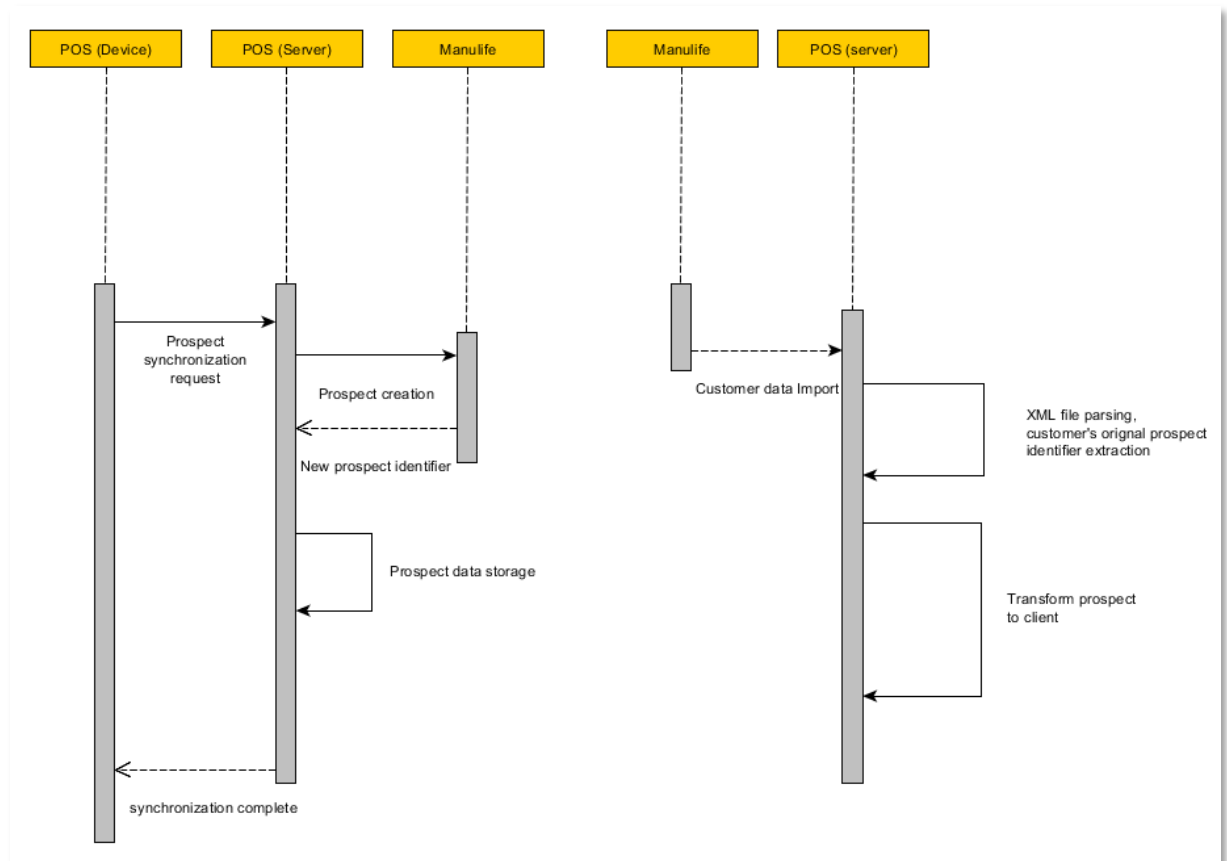 POS (Device)
POS (Server)
Manulife
Manulife
POS (server)
Prospect
synchronization
request
Prospect creation
New prospect identifier
Prospect data storage
synchronization complete
Customer data Import
XML file parsing,
customer's orignal prospect
identifier extraction
Transform prospect
to client